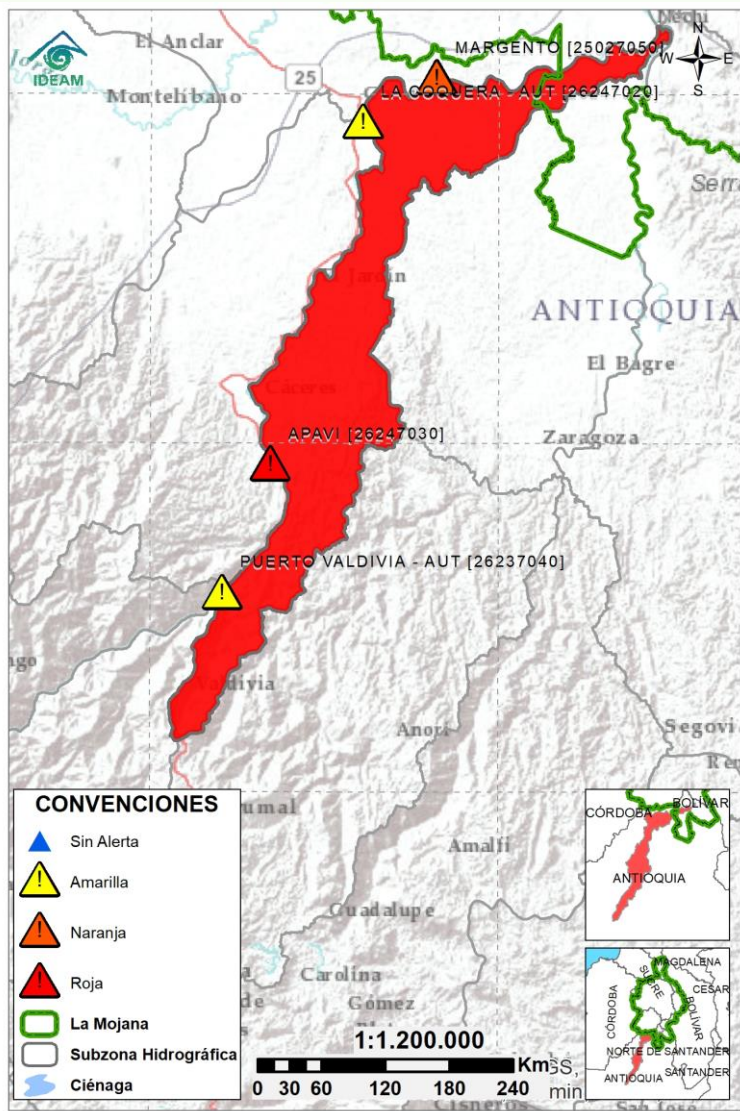 Nechí
N
El Anclar
MARGENTO [25027050]
W E
IDEAM
25
S
Montelíbano
LA COQUERA - AUT [26247020]
El Jardín
ANTIOQUIA
El Bagre
Cáceres
APAVI [26247030]
Zaragoza
PUERTO VALDIVIA - AUT [26237040]
Valdivia
Anorí
CONVENCIONES
Sin Alerta
Amarilla
Naranja
Roja
La Mojana
Subzona Hidrográfica
Ciénaga
Amalfi
Guadalupe
Carolina
Gómez
1:1.200.000
Km
0 30 60 120 180 240
Cisneros
BOLÍVAR
CÓRDOBA
ANTIOQUIA
MAGDALENA
SUCRE
CESAR
CÓRDOBA
BOLÍVAR
NORTE DE SANTANDER
SANTANDER
ANTIOQUIA